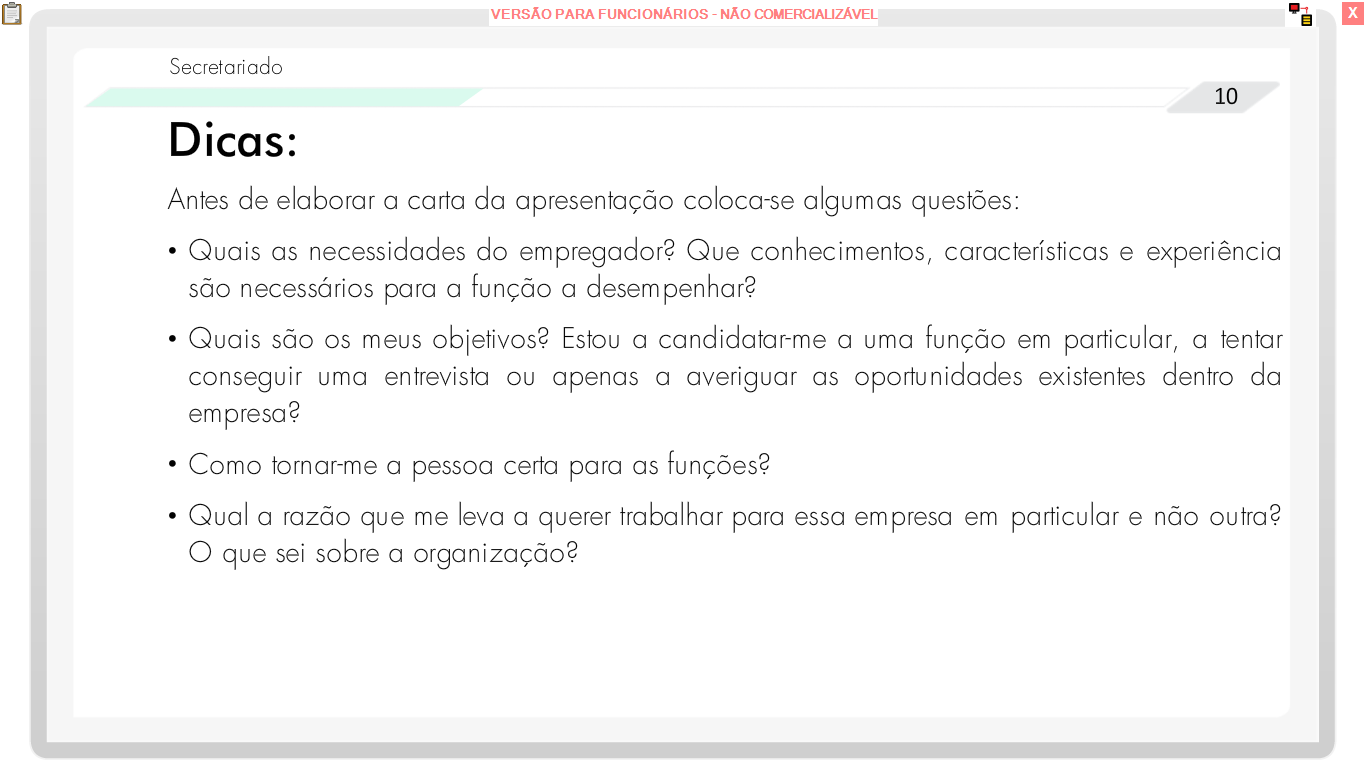 VERSÃO PARA FUNCIONÁRIOS - NÃO COMERCIALIZÁVEL
X
Secretariado
10
Dicas:
Antes de elaborar a carta da apresentação coloca-se algumas questões:
• Quais as necessidades do empregador? Que conhecimentos, características e experiência
são necessários para a função a desempenhar?
• Quais são os meus objetivos? Estou a candidatar-me a uma função em particular, a tentar
conseguir uma entrevista ou apenas a averiguar as oportunidades existentes dentro da
empresa?
• Como tornar-me a pessoa certa para as funções?
• Qual a razão que me leva a querer trabalhar para essa empresa em particular e não outra?
O que sei sobre a organização?